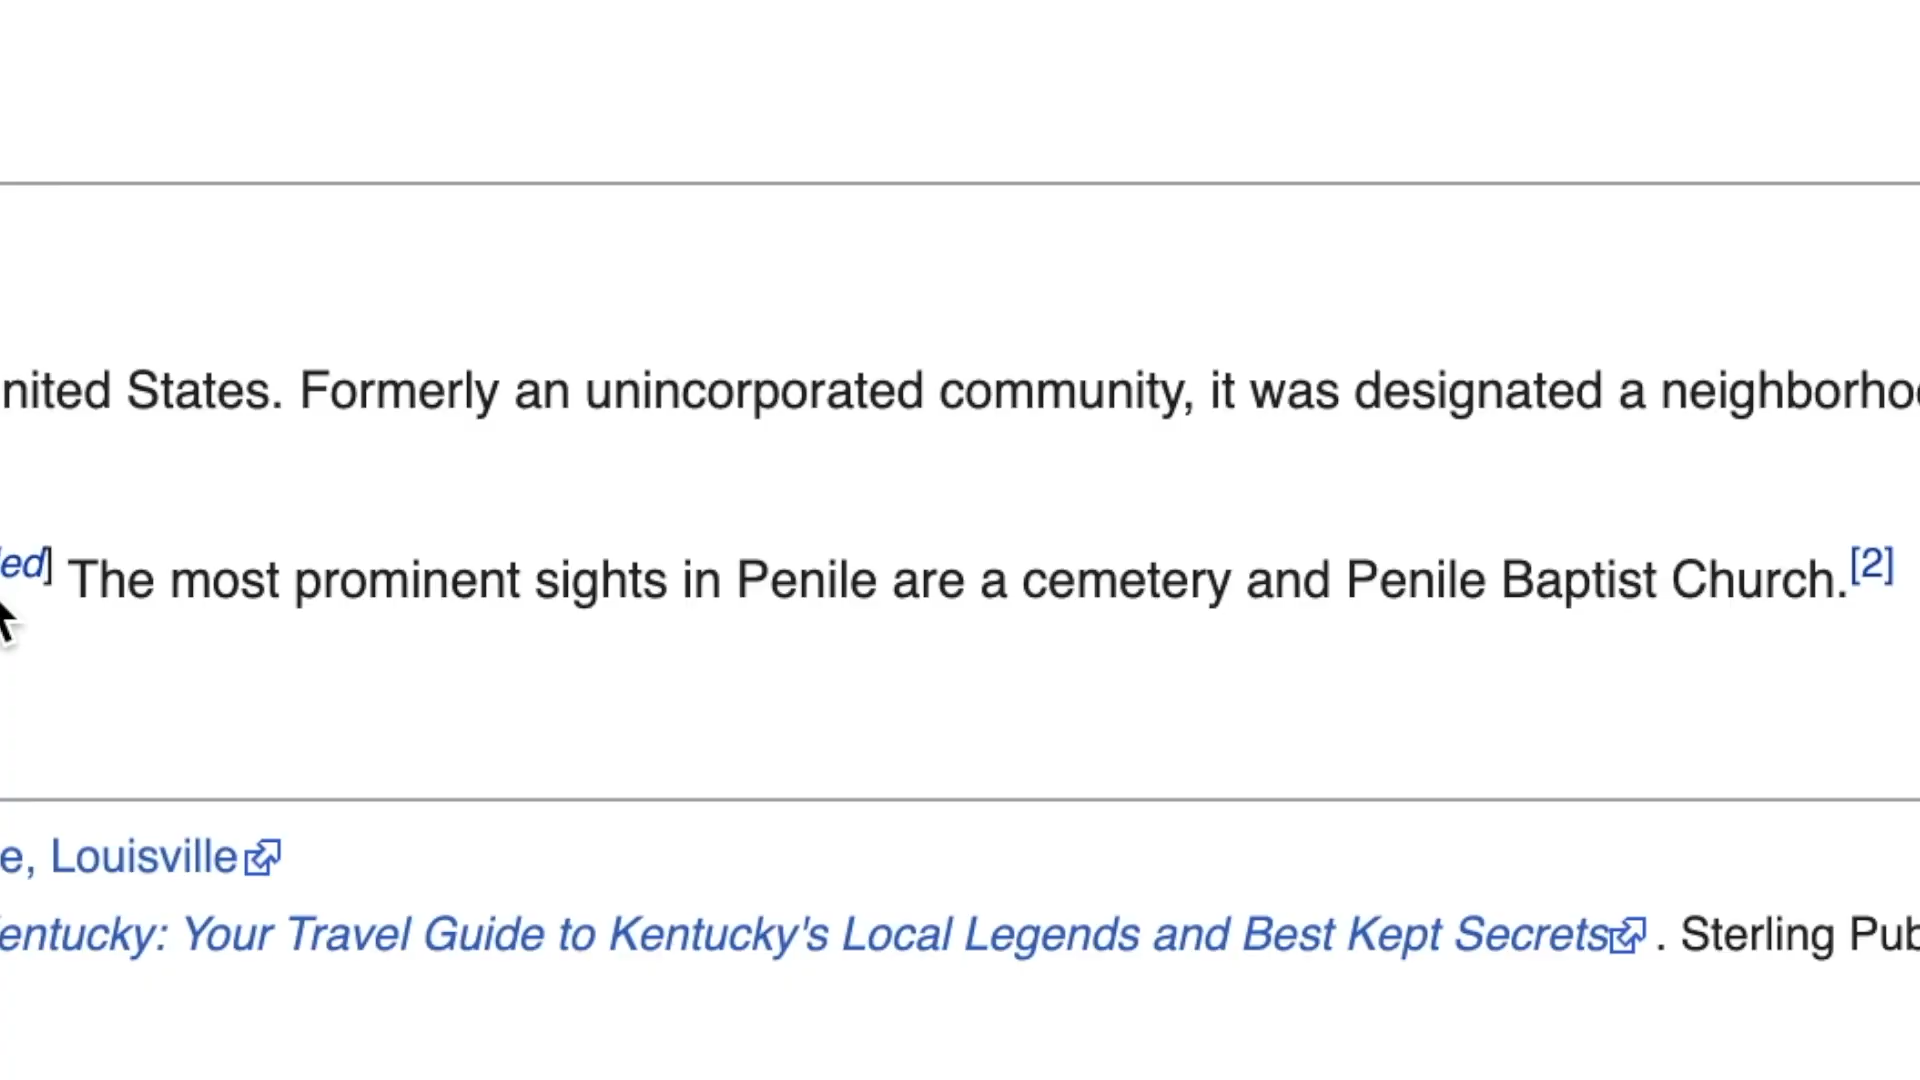 nited States. Formerly an unincorporated community, it was designated a neighborhoo
ed] The most prominent sights in Penile are a cemetery and Penile Baptist Church.[2]
e, Louisville
entucky: Your Travel Guide to Kentucky's Local Legends and Best Kept Secrets . Sterling Pub